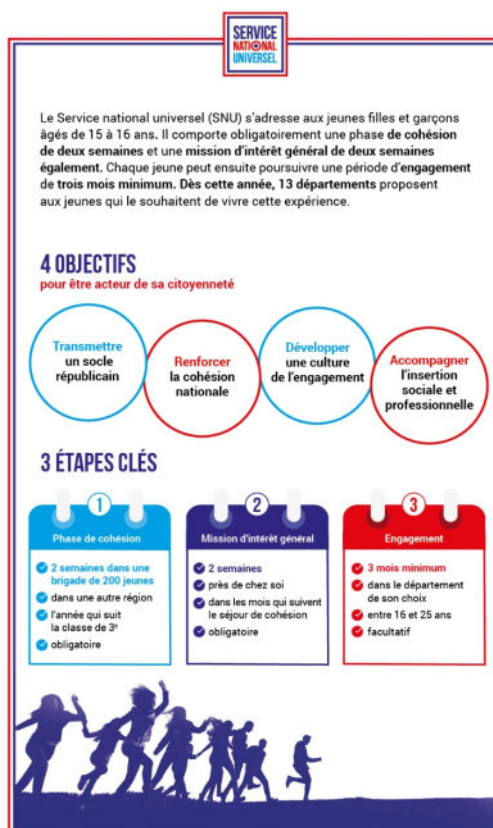 SERVICE
NATIONAL
UNIVERSEL
Le Service national universel (SNU) s'adresse aux jeunes filles et garçons
âgés de 15 à 16 ans. Il comporte obligatoirement une phase de cohésion
de deux semaines et une mission d'intérêt général de deux semaines
également. Chaque jeune peut ensuite poursuivre une période d'engagement
de trois mois minimum. Dès cette année, 13 départements proposent
aux jeunes qui le souhaitent de vivre cette expérience.
4 OBJECTIFS
pour être acteur de sa citoyenneté
Transmettre
un socle
républicain
Renforcer
la cohésion
nationale
Développer
une culture
de l'engagement
Accompagner
l'insertion
sociale et
professionnelle
3 ÉTAPES CLÉS
1
Phase de cohésion
2 semaines dans une
brigade de 200 jeunes
dans une autre région
l'année qui suit
la classe de 3e
obligatoire
2
Mission d'intérêt général
2 semaines
près de chez soi
dans les mois qui suivent
le séjour de cohésion
obligatoire
3
Engagement
3 mois minimum
dans le département
de son choix
entre 16 et 25 ans
facultatif